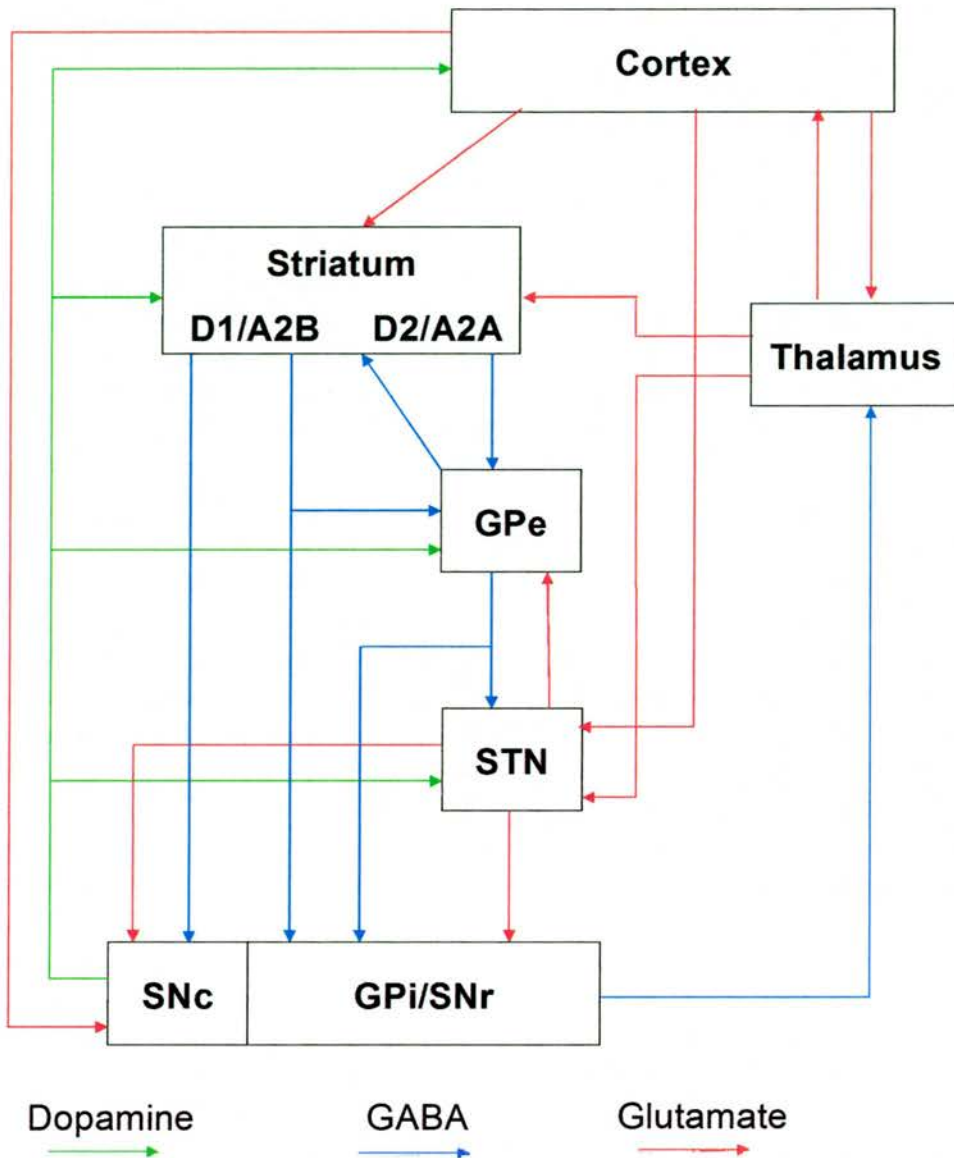 Cortex
Striatum
D1/A2B D2/A2A
Thalamus
GPe
STN
SNc GPi/SNr
Dopamine GABA Glutamate